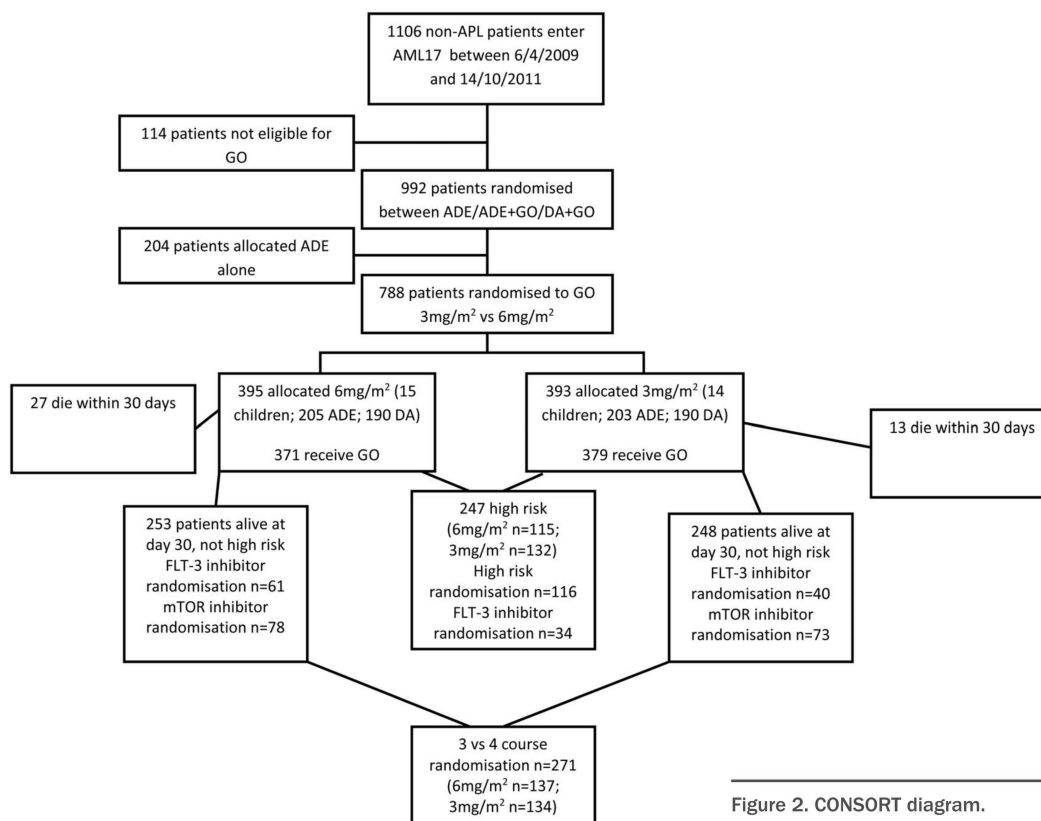 1106 non-APL patients enter
AML17 between 6/4/2009
and 14/10/2011
114 patients not eligible for
GO
992 patients randomised
between ADE/ADE+GO/DA+GO
204 patients allocated ADE
alone
788 patients randomised to GO
3mg/m² vs 6mg/m²
27 die within 30 days
395 allocated 6mg/m² (15
children; 205 ADE; 190 DA)
371 receive GO
393 allocated 3mg/m² (14
children; 203 ADE; 190 DA)
379 receive GO
13 die within 30 days
253 patients alive at
day 30, not high risk
FLT-3 inhibitor
randomisation n=61
mTOR inhibitor
randomisation n=78
247 high risk
(6mg/m² n=115;
3mg/m² n=132)
High risk
randomisation n=116
FLT-3 inhibitor
randomisation n=34
248 patients alive at
day 30, not high risk
FLT-3 inhibitor
randomisation n=40
mTOR inhibitor
randomisation n=73
3 vs 4 course
randomisation n=271
(6mg/m² n=137;
3mg/m² n=134)
Figure 2. CONSORT diagram.